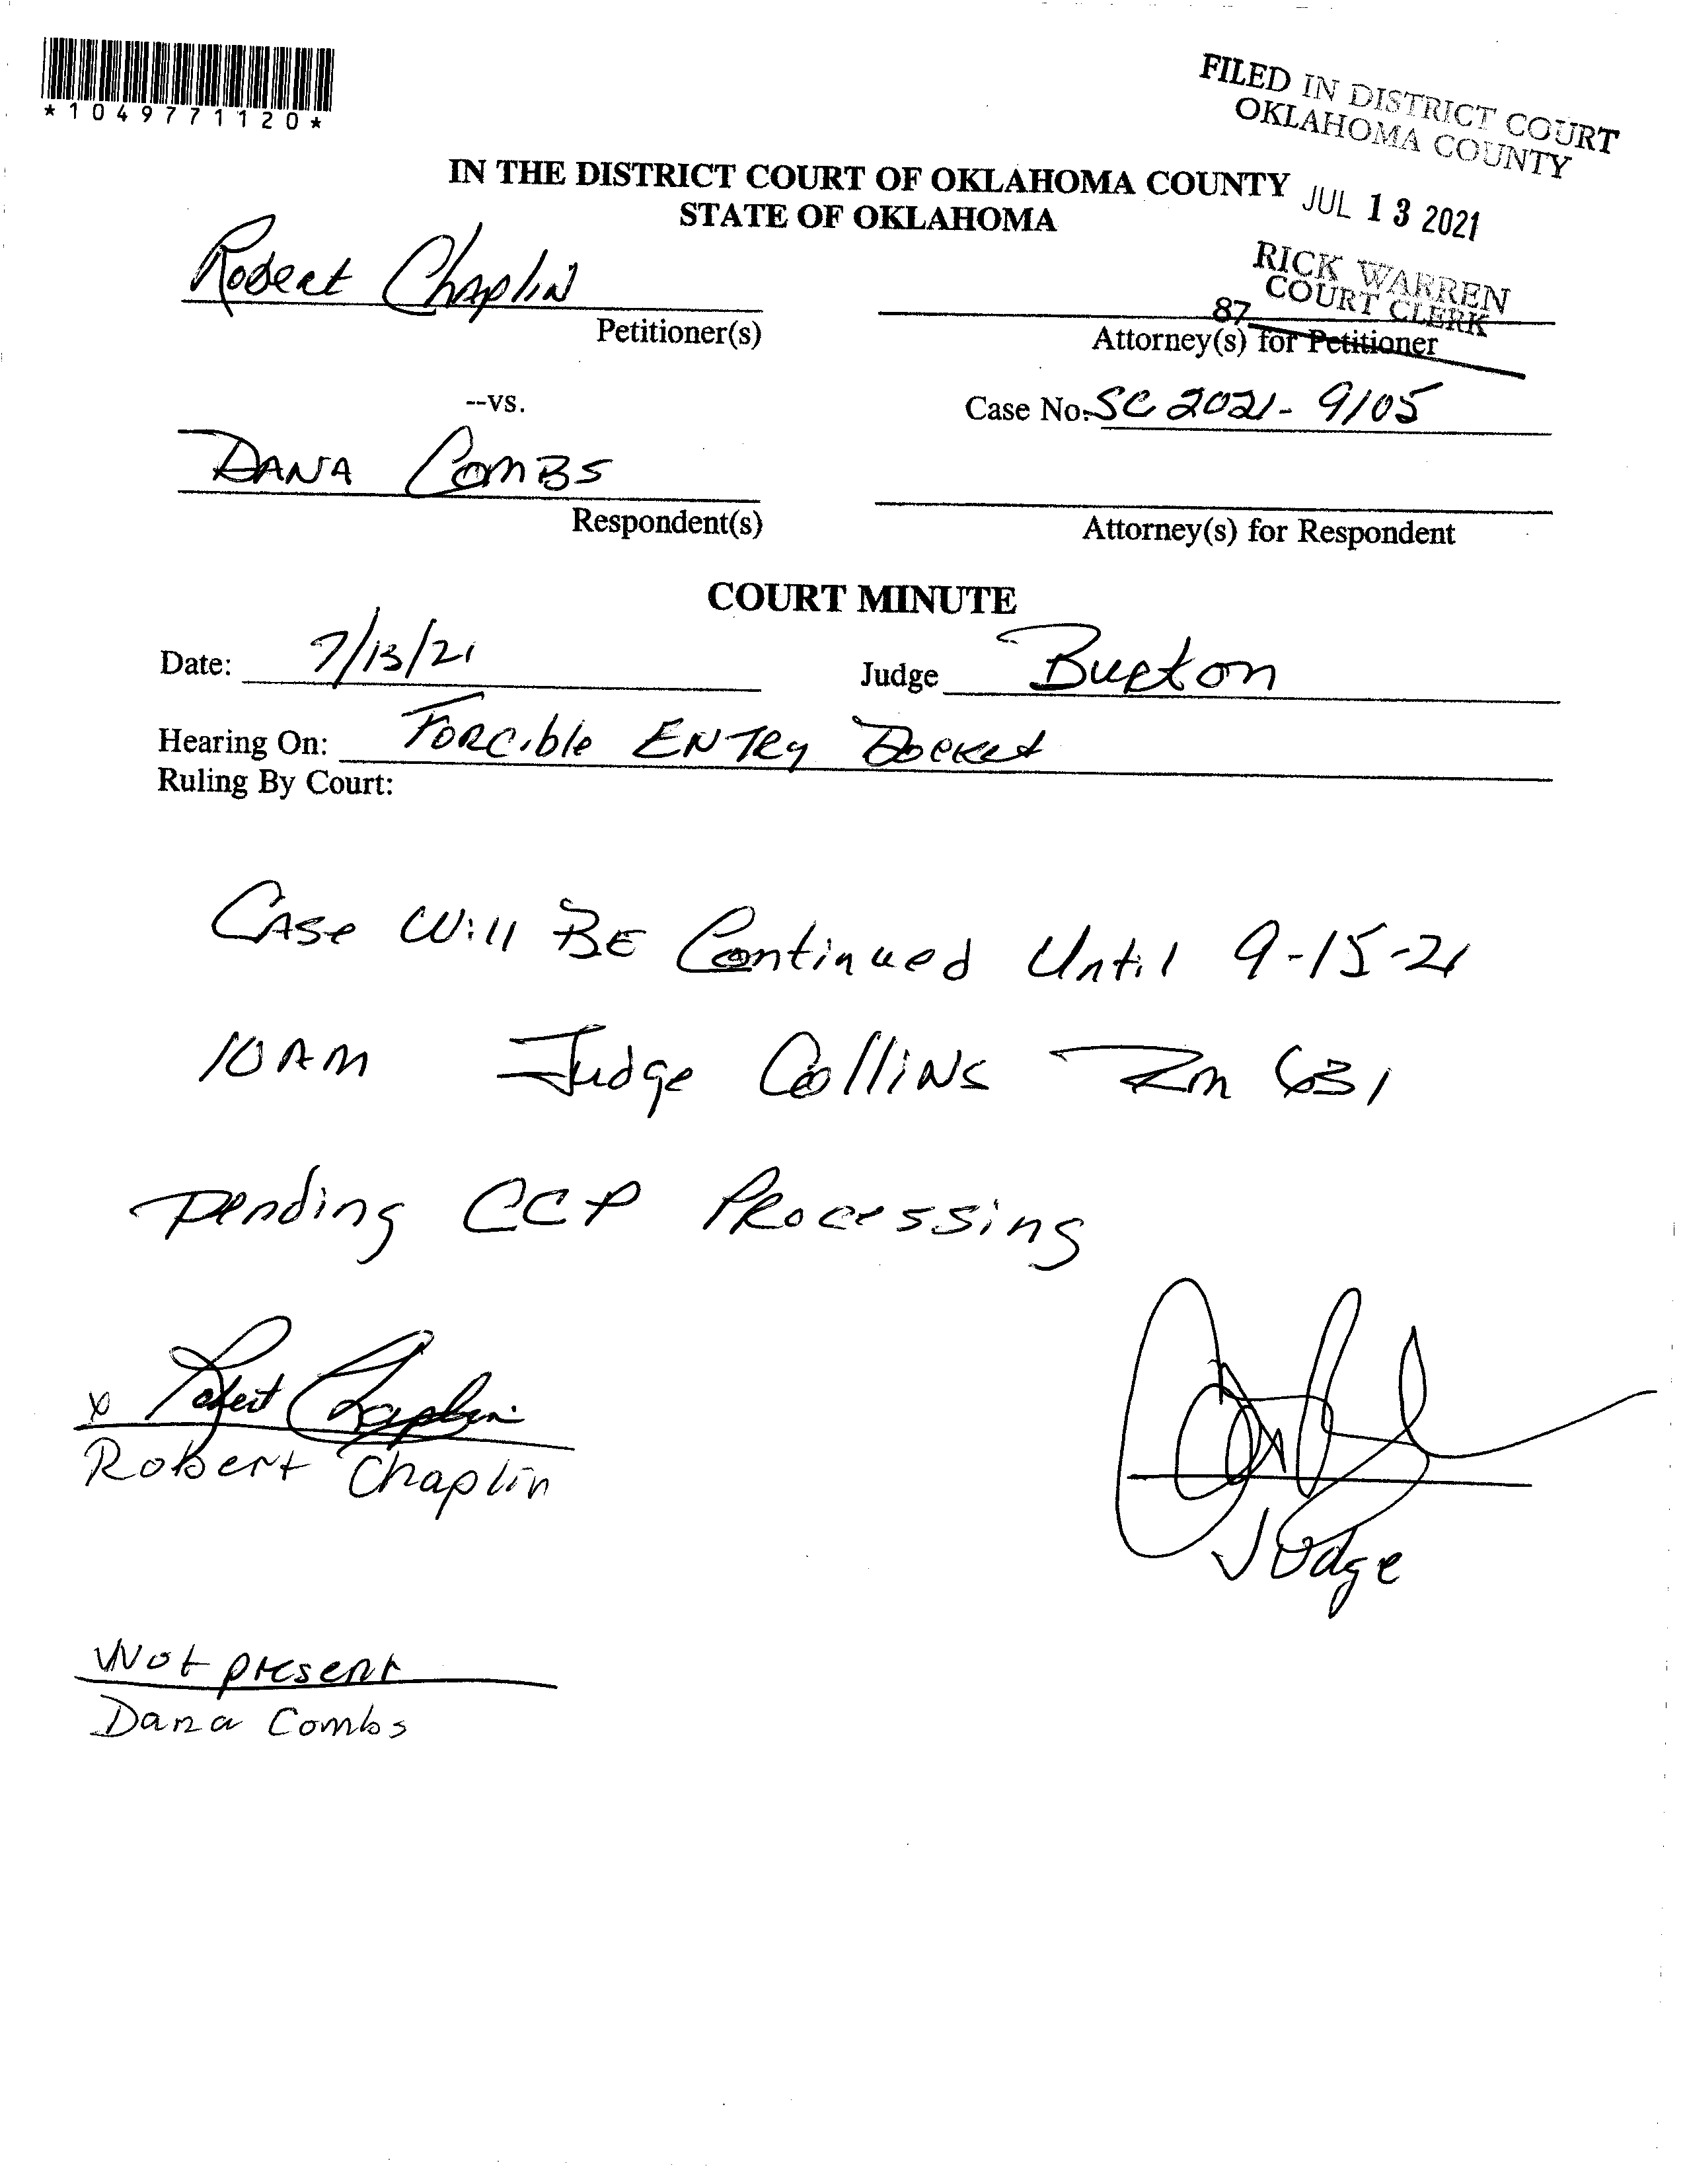 *1049771120*
FILED IN DISTRICT COURT
OKLAHOMA COUNTY
IN THE DISTRICT COURT OF OKLAHOMA COUNTY
STATE OF OKLAHOMA
JUL 13 2021
Robert Chaplin
RICK WARREN
COURT CLERK
87
Petitioner(s)
Attorney(s) for Petitioner
--vs.
Case No. SC 2021-9105
DANA COMBS
Respondent(s)
Attorney(s) for Respondent
COURT MINUTE
Date: 7/13/21
Judge Burton
Hearing On: FORCible ENTRy Docket
Ruling By Court:
CASe Will BE Continued Until 9-15-21
10 AM Judge Collins Rm 631
Pending CCP PRocessing
x Robert Chaplin
Robert Chaplin
Judge
Not present
Dana Combs